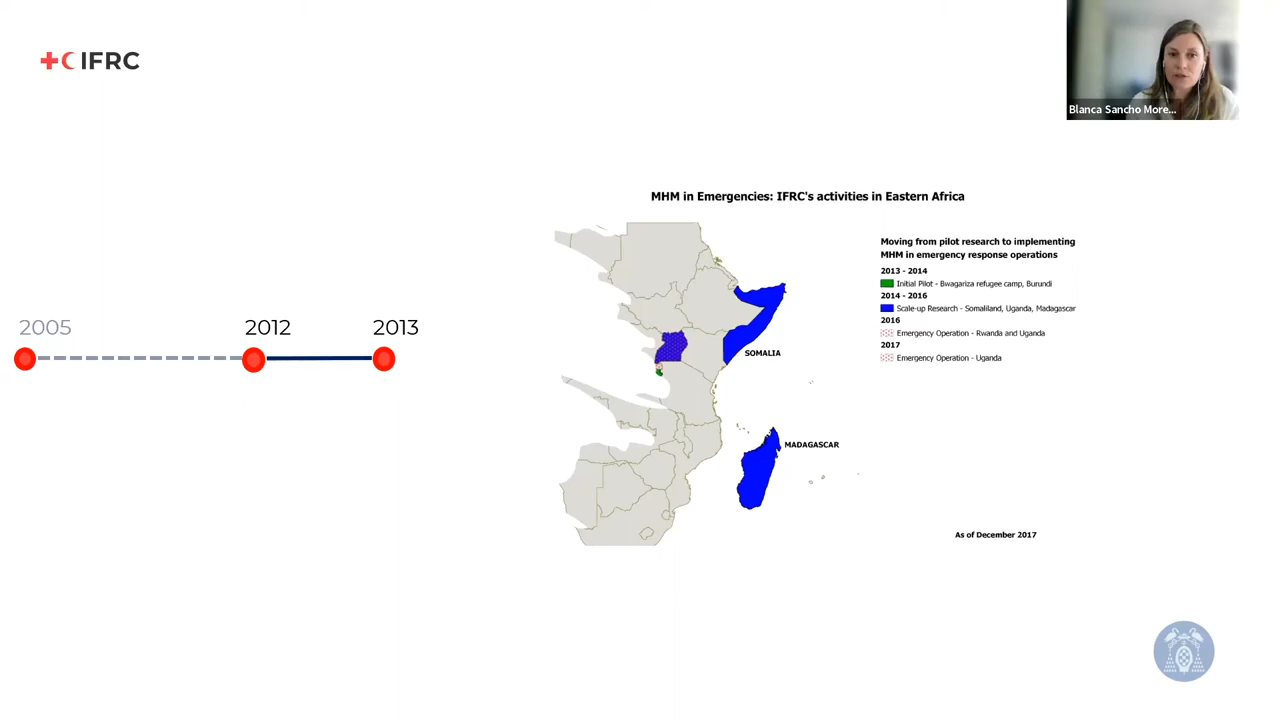 IFRC
Blanca Sancho More...
2005
2012
2013
MHM in Emergencies: IFRC's activities in Eastern Africa
SOMALIA
MADAGASCAR
Moving from pilot research to implementing
MHM in emergency response operations
2013 - 2014
Initial Pilot - Bwagariza refugee camp, Burundi
2014 - 2016
Scale-up Research - Somaliland, Uganda, Madagascar
2016
Emergency Operation - Rwanda and Uganda
2017
Emergency Operation - Uganda
As of December 2017